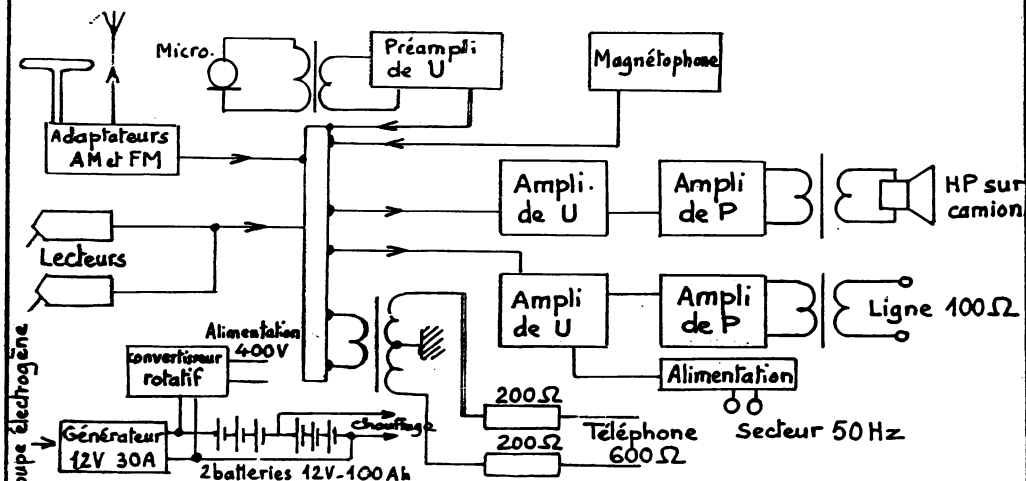 Micro.
Préampli
de U
Magnétophone
Adaptateurs
AM et FM
Ampli.
de U
Ampli
de P
HP sur
camion
Lecteurs
Ampli
de U
Ampli
de P
Ligne 100Ω
Alimentation
400V
Convertisseur
rotatif
Alimentation
Secteur 50Hz
200Ω
200Ω
Téléphone
600Ω
chauffage
Générateur
12V 30A
2 batteries 12V-100Ah
oupe électrogène